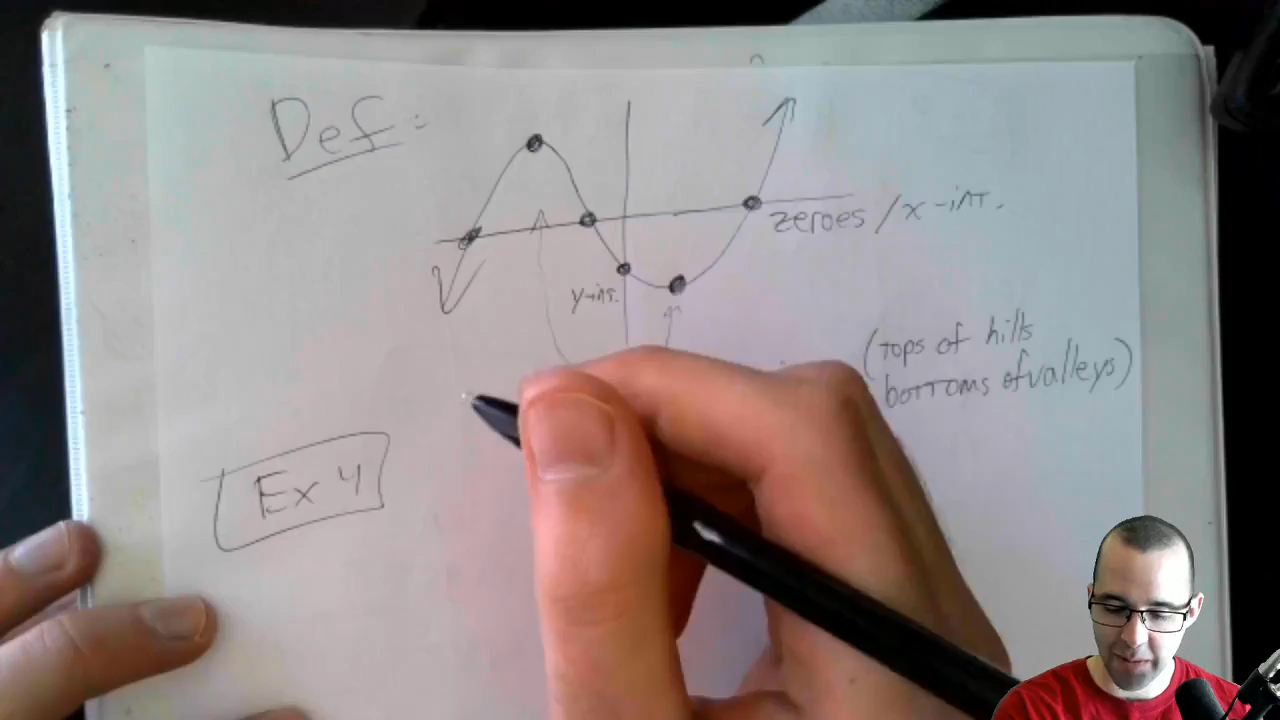 Def:
zeroes / x-int.
y-int.
(tops of hills
bottoms of valleys)
Ex 4